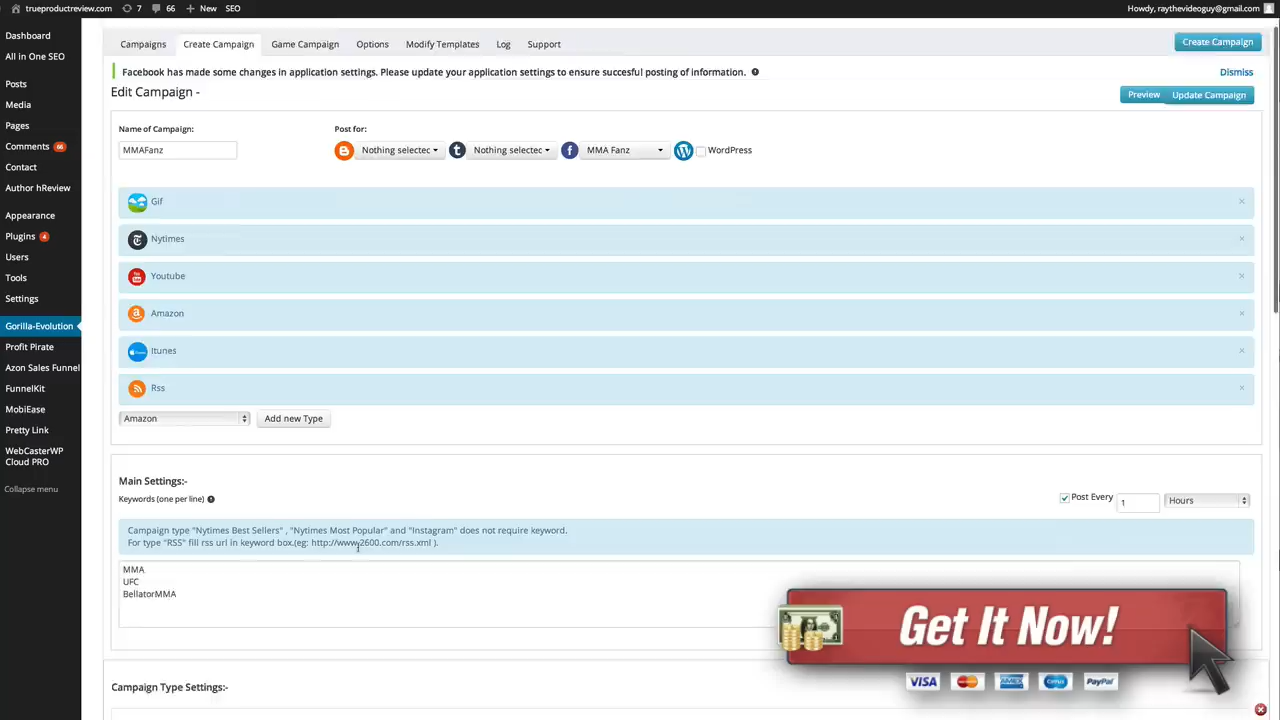 trueproductreview.com 7 66 New SEO Howdy, raythevideoguy@gmail.com
Dashboard
All in One SEO
Posts
Media
Pages
Comments 66
Contact
Author hReview
Appearance
Plugins 4
Users
Tools
Settings
Gorilla-Evolution
Profit Pirate
Azon Sales Funnel
FunnelKit
MobiEase
Pretty Link
WebCasterWP
Cloud PRO
Collapse menu
Campaigns Create Campaign Game Campaign Options Modify Templates Log Support Create Campaign
Facebook has made some changes in application settings. Please update your application settings to ensure succesful posting of information. Dismiss
Edit Campaign - Preview Update Campaign
Name of Campaign: Post for:
MMAFanz Nothing selectec Nothing selectec MMA Fanz WordPress
Gif
Nytimes
Youtube
Amazon
Itunes
Rss
Amazon Add new Type
Main Settings:-
Keywords (one per line) Post Every 1 Hours
Campaign type "Nytimes Best Sellers" , "Nytimes Most Popular" and "Instagram" does not require keyword.
For type "RSS" fill rss url in keyword box.(eg: http://www.2600.com/rss.xml ).
MMA
UFC
BellatorMMA
Get It Now!
VISA MasterCard AMEX Cirrus PayPal
Campaign Type Settings:-